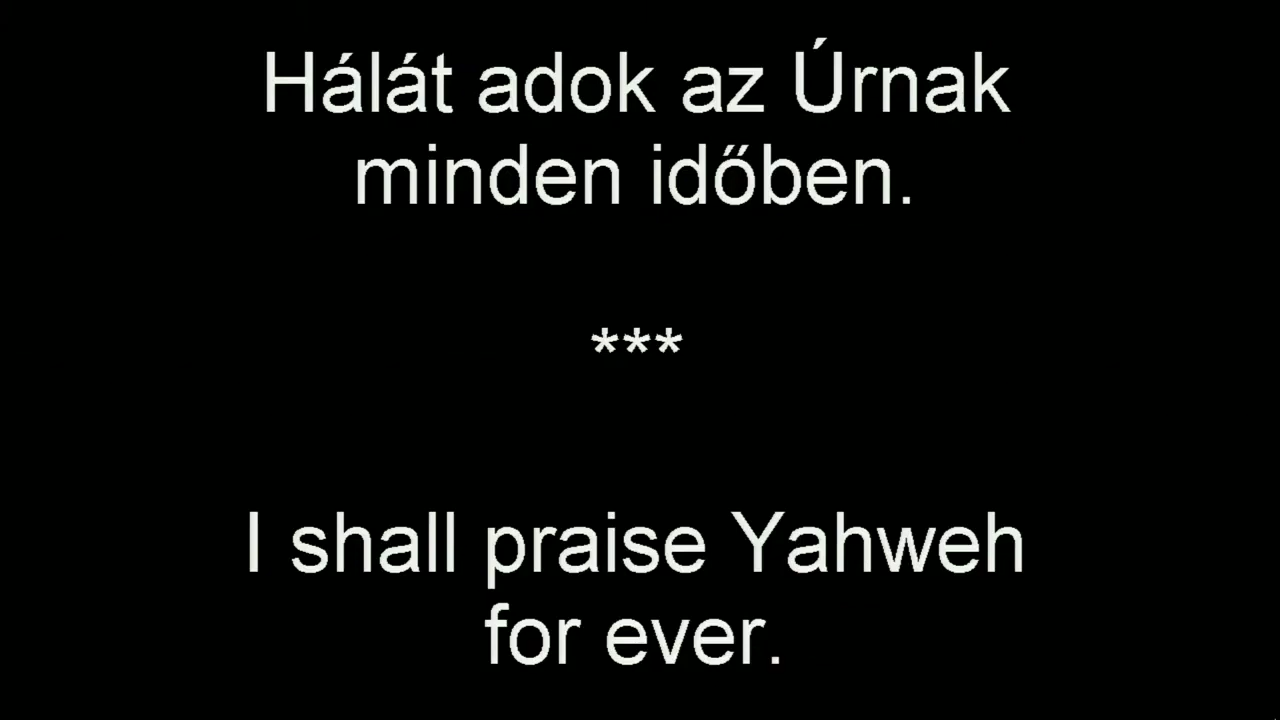 Hálát adok az Úrnak
minden időben.
***
I shall praise Yahweh
for ever.